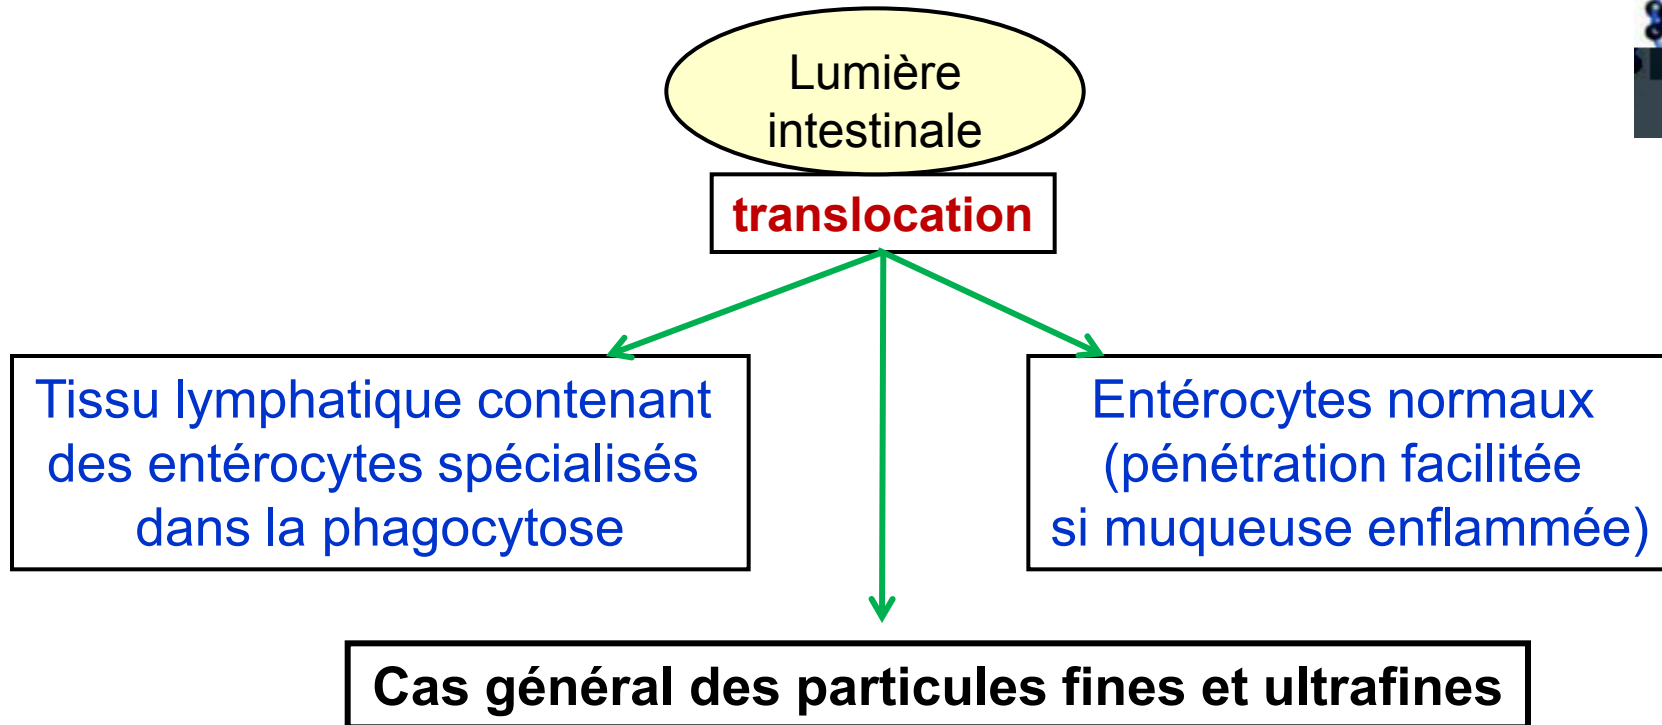 Lumière
intestinale
translocation
Tissu lymphatique contenant
des entérocytes spécialisés
dans la phagocytose
Entérocytes normaux
(pénétration facilitée
si muqueuse enflammée)
Cas général des particules fines et ultrafines